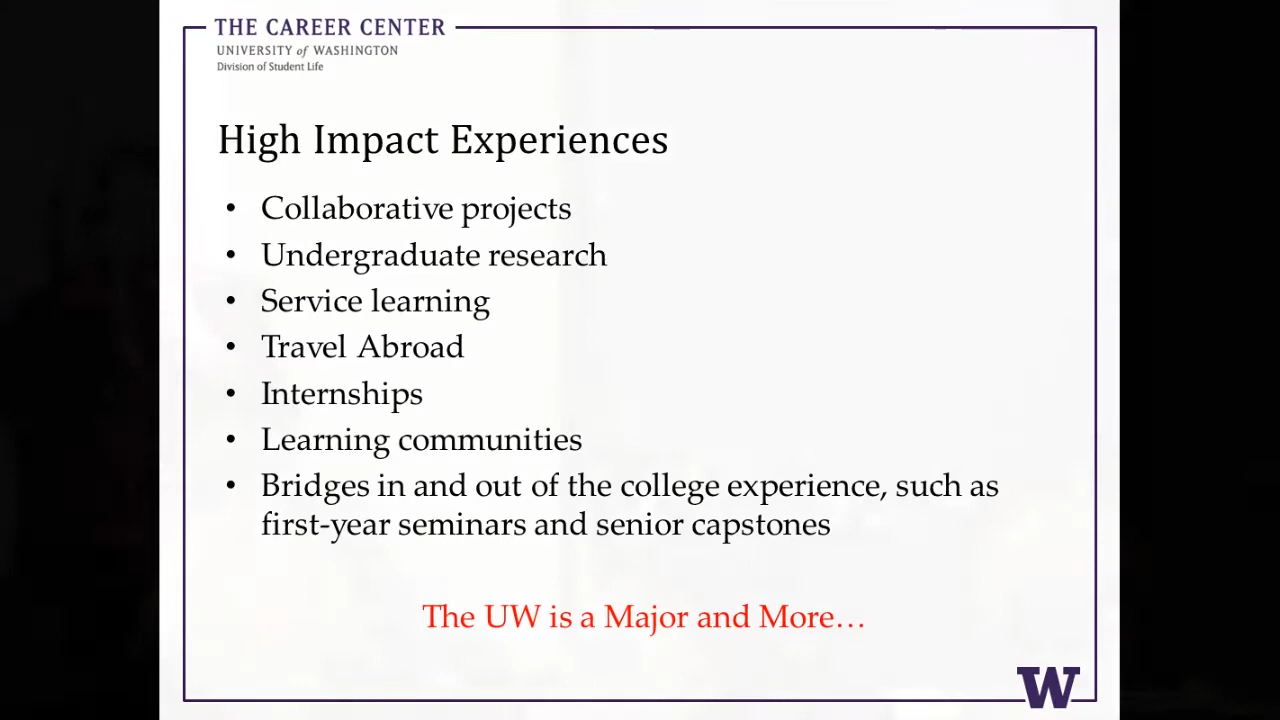 THE CAREER CENTER
UNIVERSITY of WASHINGTON
Division of Student Life
High Impact Experiences
• Collaborative projects
• Undergraduate research
• Service learning
• Travel Abroad
• Internships
• Learning communities
• Bridges in and out of the college experience, such as
first-year seminars and senior capstones
The UW is a Major and More…
W